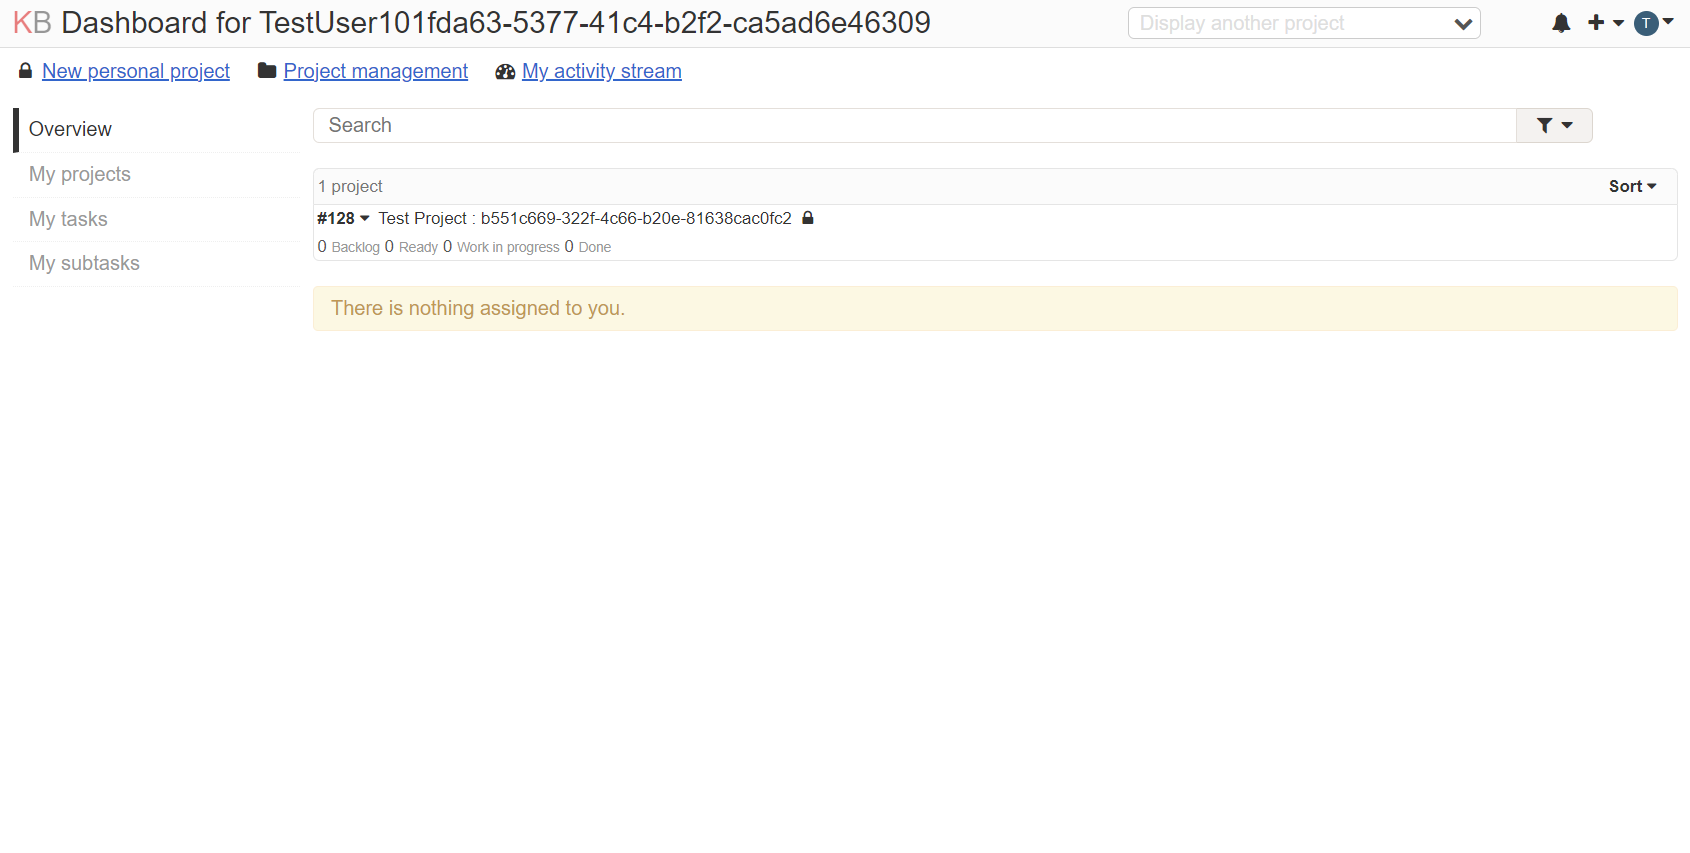 KB Dashboard for TestUser101fda63-5377-41c4-b2f2-ca5ad6e46309
Display another project
T
New personal project
Project management
My activity stream
Overview
My projects
My tasks
My subtasks
Search
1 project
Sort
#128 Test Project : b551c669-322f-4c66-b20e-81638cac0fc2
0 Backlog 0 Ready 0 Work in progress 0 Done
There is nothing assigned to you.